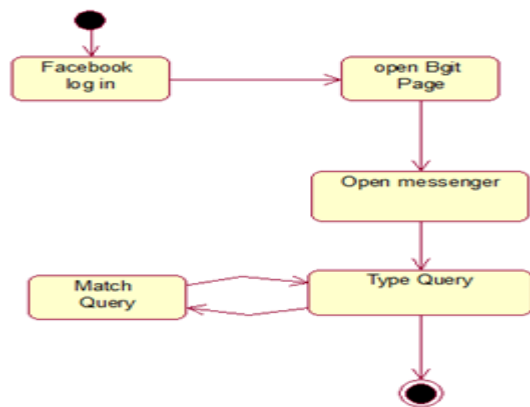 Facebook
log in
open Bgit
Page
Open messenger
Type Query
Match
Query